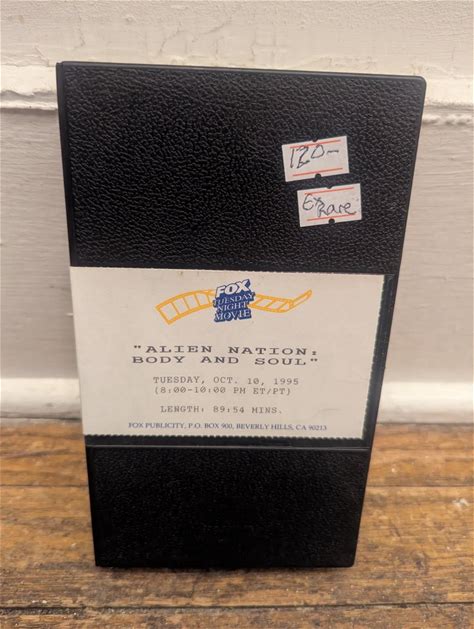 120-
Ex
Rare
FOX
TUESDAY
NIGHT
MOVIE
"ALIEN NATION:
BODY AND SOUL"
TUESDAY, OCT. 10, 1995
(8:00-10:00 PM ET/PT)
LENGTH: 89:54 MINS.
FOX PUBLICITY, P.O. BOX 900, BEVERLY HILLS, CA 90213